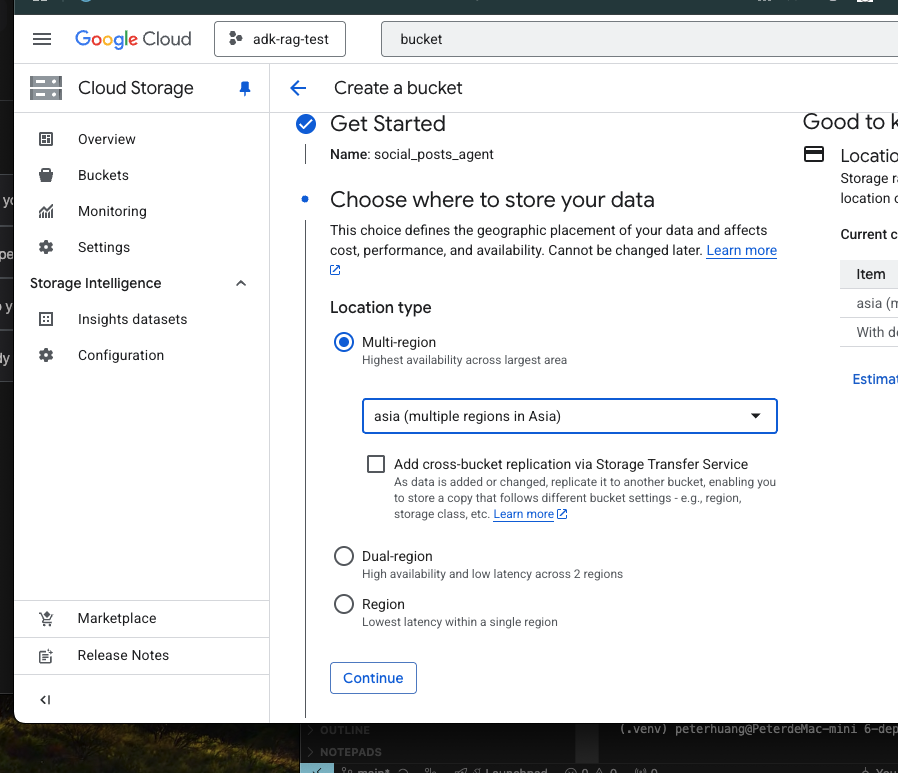 Google Cloud
adk-rag-test
bucket
Cloud Storage
Create a bucket
Overview
Buckets
Monitoring
Settings
Storage Intelligence
Insights datasets
Configuration
Marketplace
Release Notes
Get Started
Name: social_posts_agent
Choose where to store your data
This choice defines the geographic placement of your data and affects
cost, performance, and availability. Cannot be changed later. Learn more
Location type
Multi-region
Highest availability across largest area
asia (multiple regions in Asia)
Add cross-bucket replication via Storage Transfer Service
As data is added or changed, replicate it to another bucket, enabling you
to store a copy that follows different bucket settings - e.g., region,
storage class, etc. Learn more
Dual-region
High availability and low latency across 2 regions
Region
Lowest latency within a single region
Continue
Good to k
Locatio
Storage r
location c
Current c
Item
asia (m
With de
Estimat
OUTLINE
NOTEPADS
(.venv) peterhuang@PeterdeMac-mini 6-dep